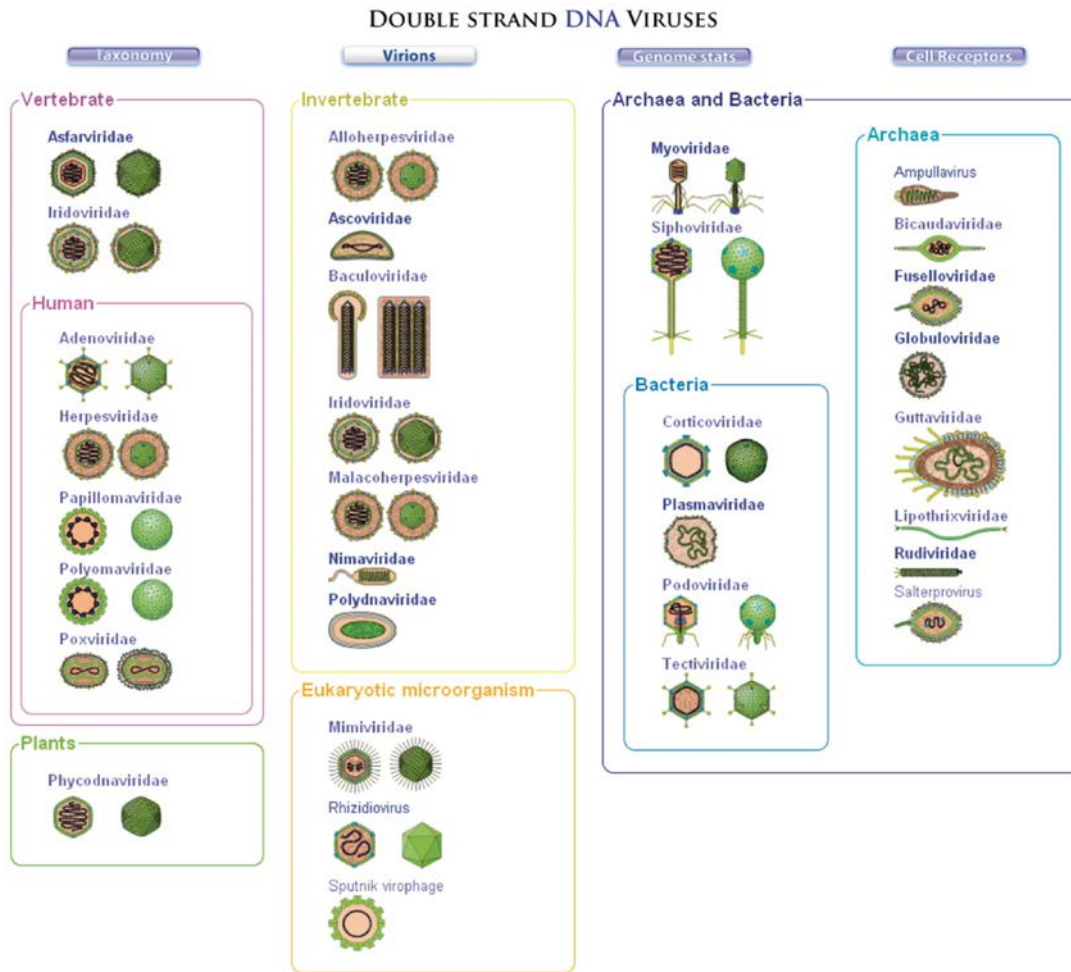 DOUBLE STRAND DNA VIRUSES
Taxonomy
Virions
Genome stats
Cell Receptors
Vertebrate
Asfarviridae
Iridoviridae
Human
Adenoviridae
Herpesviridae
Papillomaviridae
Polyomaviridae
Poxviridae
Plants
Phycodnaviridae
Invertebrate
Alloherpesviridae
Ascoviridae
Baculoviridae
Iridoviridae
Malacoherpesviridae
Nimaviridae
Polydnaviridae
Eukaryotic microorganism
Mimiviridae
Rhizidiovirus
Sputnik virophage
Archaea and Bacteria
Myoviridae
Siphoviridae
Bacteria
Corticoviridae
Plasmaviridae
Podoviridae
Tectiviridae
Archaea
Ampullavirus
Bicaudaviridae
Fuselloviridae
Globuloviridae
Guttaviridae
Lipothrixviridae
Rudiviridae
Salterprovirus